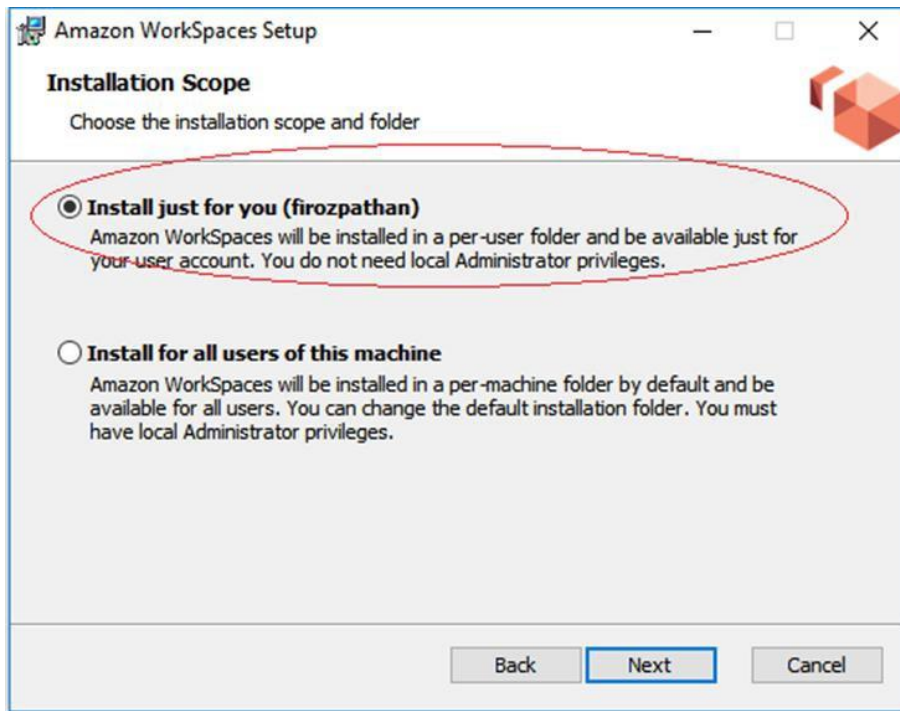 Amazon WorkSpaces Setup
Installation Scope
Choose the installation scope and folder
Install just for you (firozpathan)
Amazon WorkSpaces will be installed in a per-user folder and be available just for
your user account. You do not need local Administrator privileges.
Install for all users of this machine
Amazon WorkSpaces will be installed in a per-machine folder by default and be
available for all users. You can change the default installation folder. You must
have local Administrator privileges.
Back Next Cancel